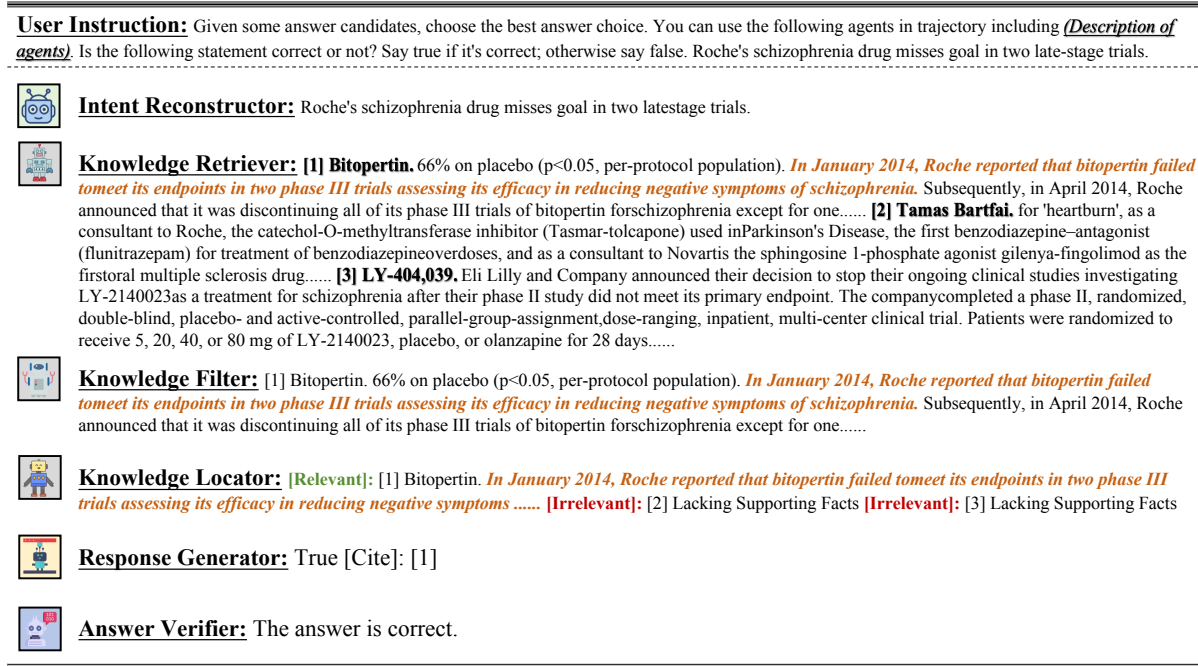 User Instruction: Given some answer candidates, choose the best answer choice. You can use the following agents in trajectory including (Description of
agents). Is the following statement correct or not? Say true if it's correct; otherwise say false. Roche's schizophrenia drug misses goal in two late-stage trials.
Intent Reconstructor: Roche's schizophrenia drug misses goal in two latestage trials.
Knowledge Retriever: [1] Bitopertin. 66% on placebo (p<0.05, per-protocol population). In January 2014, Roche reported that bitopertin failed
tomeet its endpoints in two phase III trials assessing its efficacy in reducing negative symptoms of schizophrenia. Subsequently, in April 2014, Roche
announced that it was discontinuing all of its phase III trials of bitopertin forschizophrenia except for one...... [2] Tamas Bartfai. for 'heartburn', as a
consultant to Roche, the catechol-O-methyltransferase inhibitor (Tasmar-tolcapone) used inParkinson's Disease, the first benzodiazepine–antagonist
(flunitrazepam) for treatment of benzodiazepineoverdoses, and as a consultant to Novartis the sphingosine 1-phosphate agonist gilenya-fingolimod as the
firstoral multiple sclerosis drug...... [3] LY-404,039. Eli Lilly and Company announced their decision to stop their ongoing clinical studies investigating
LY-2140023as a treatment for schizophrenia after their phase II study did not meet its primary endpoint. The companycompleted a phase II, randomized,
double-blind, placebo- and active-controlled, parallel-group-assignment,dose-ranging, inpatient, multi-center clinical trial. Patients were randomized to
receive 5, 20, 40, or 80 mg of LY-2140023, placebo, or olanzapine for 28 days......
Knowledge Filter: [1] Bitopertin. 66% on placebo (p<0.05, per-protocol population). In January 2014, Roche reported that bitopertin failed
tomeet its endpoints in two phase III trials assessing its efficacy in reducing negative symptoms of schizophrenia. Subsequently, in April 2014, Roche
announced that it was discontinuing all of its phase III trials of bitopertin forschizophrenia except for one......
Knowledge Locator: [Relevant]: [1] Bitopertin. In January 2014, Roche reported that bitopertin failed tomeet its endpoints in two phase III
trials assessing its efficacy in reducing negative symptoms ...... [Irrelevant]: [2] Lacking Supporting Facts [Irrelevant]: [3] Lacking Supporting Facts
Response Generator: True [Cite]: [1]
Answer Verifier: The answer is correct.